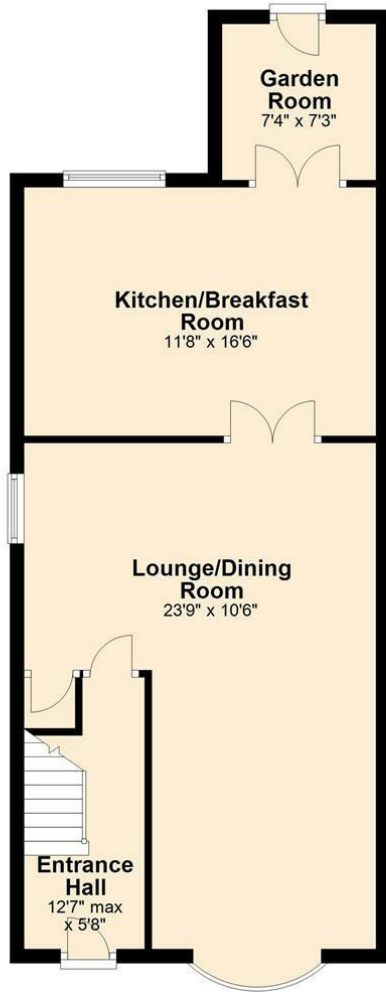 Garden
Room
7'4" x 7'3"
Kitchen/Breakfast
Room
11'8" x 16'6"
Lounge/Dining
Room
23'9" x 10'6"
Entrance
Hall
12'7" max
x 5'8"